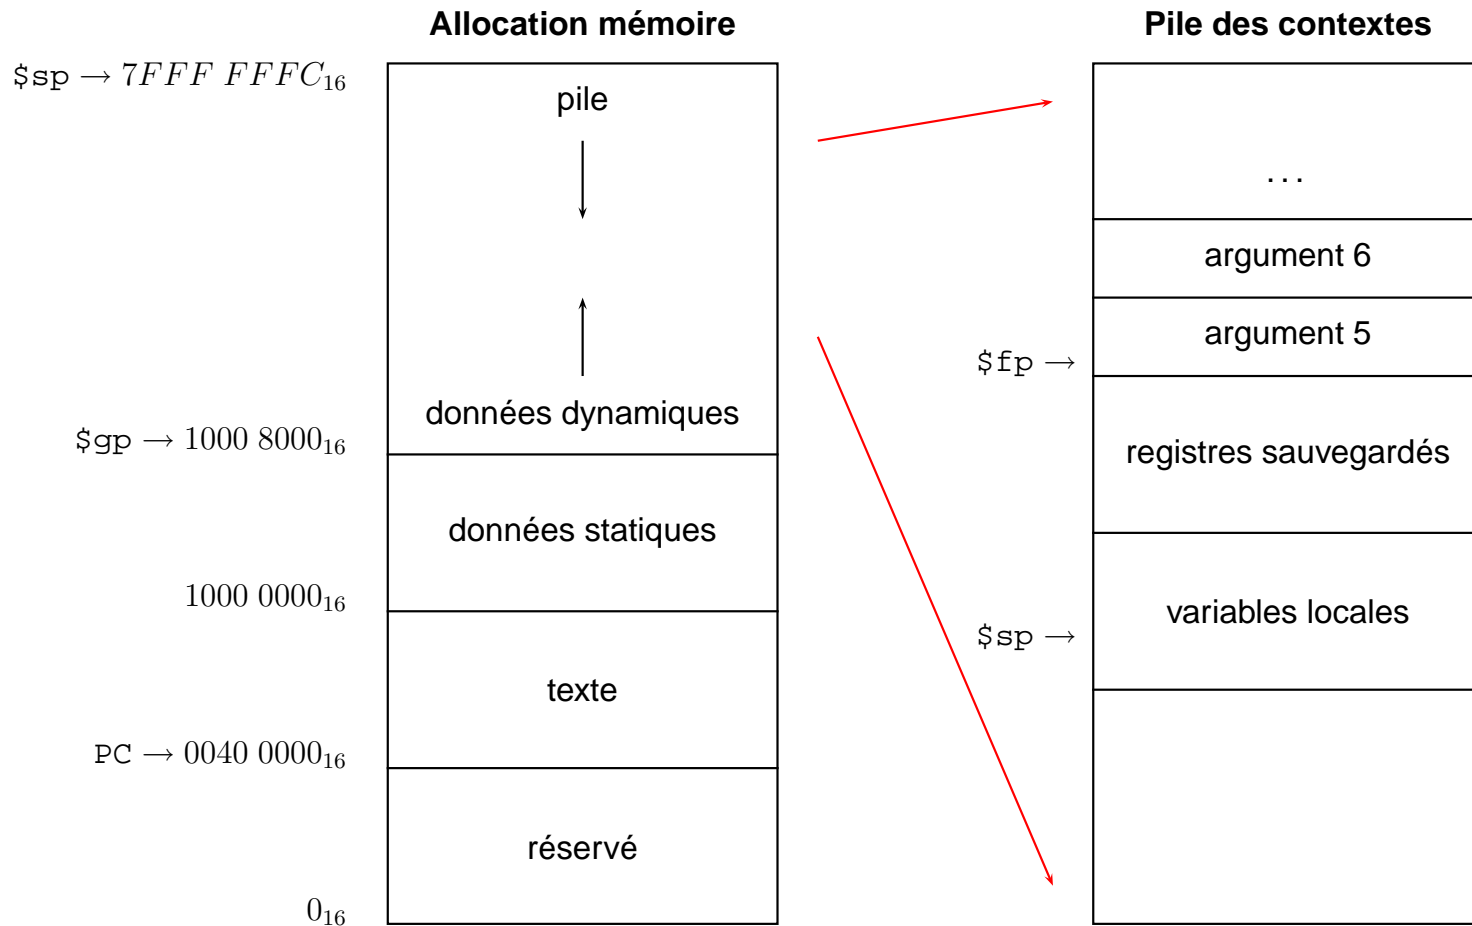 Allocation mémoire
$sp → 7FFF FFFC₁₆
pile
données dynamiques
$gp → 1000 8000₁₆
données statiques
1000 0000₁₆
texte
PC → 0040 0000₁₆
réservé
0₁₆
Pile des contextes
...
argument 6
argument 5
$fp →
registres sauvegardés
variables locales
$sp →